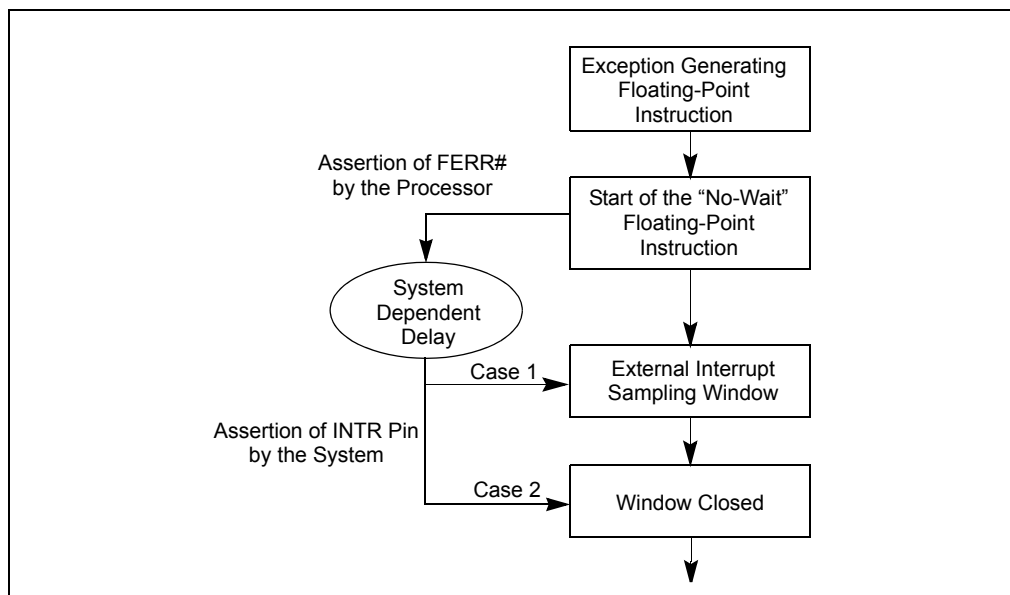 Exception Generating
Floating-Point
Instruction
Assertion of FERR#
by the Processor
Start of the “No-Wait”
Floating-Point
Instruction
System
Dependent
Delay
Case 1
External Interrupt
Sampling Window
Assertion of INTR Pin
by the System
Case 2
Window Closed